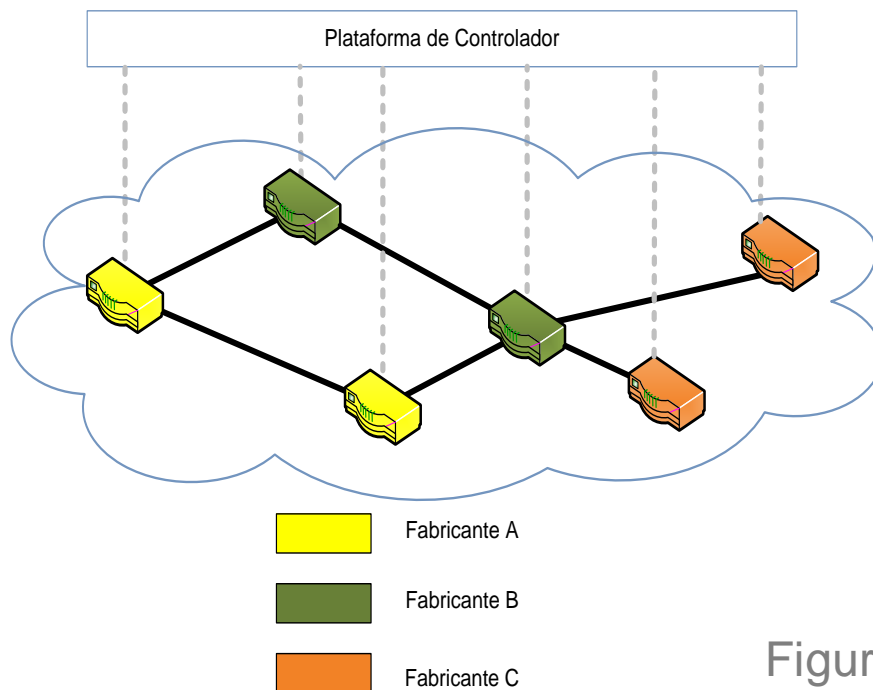 Plataforma de Controlador
Fabricante A
Fabricante B
Fabricante C
Figur